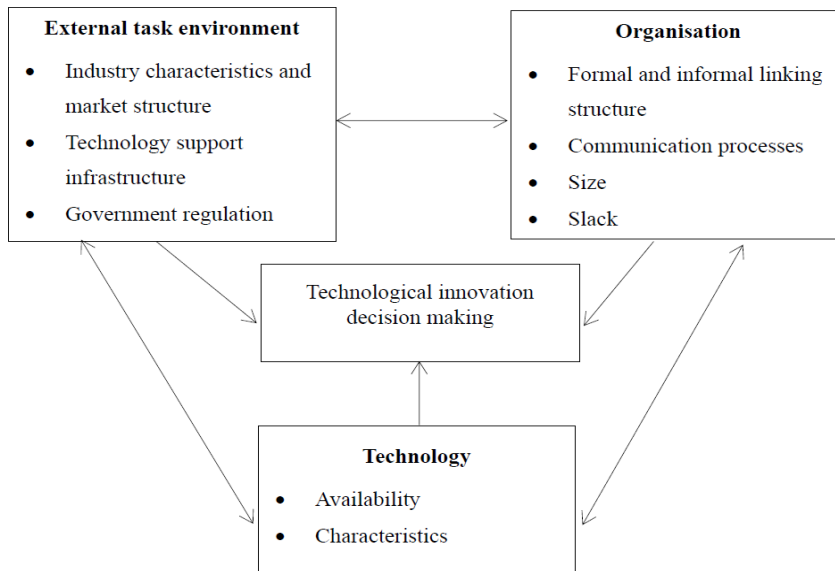 External task environment
• Industry characteristics and
market structure
• Technology support
infrastructure
• Government regulation
Organisation
• Formal and informal linking
structure
• Communication processes
• Size
• Slack
Technological innovation
decision making
Technology
• Availability
• Characteristics